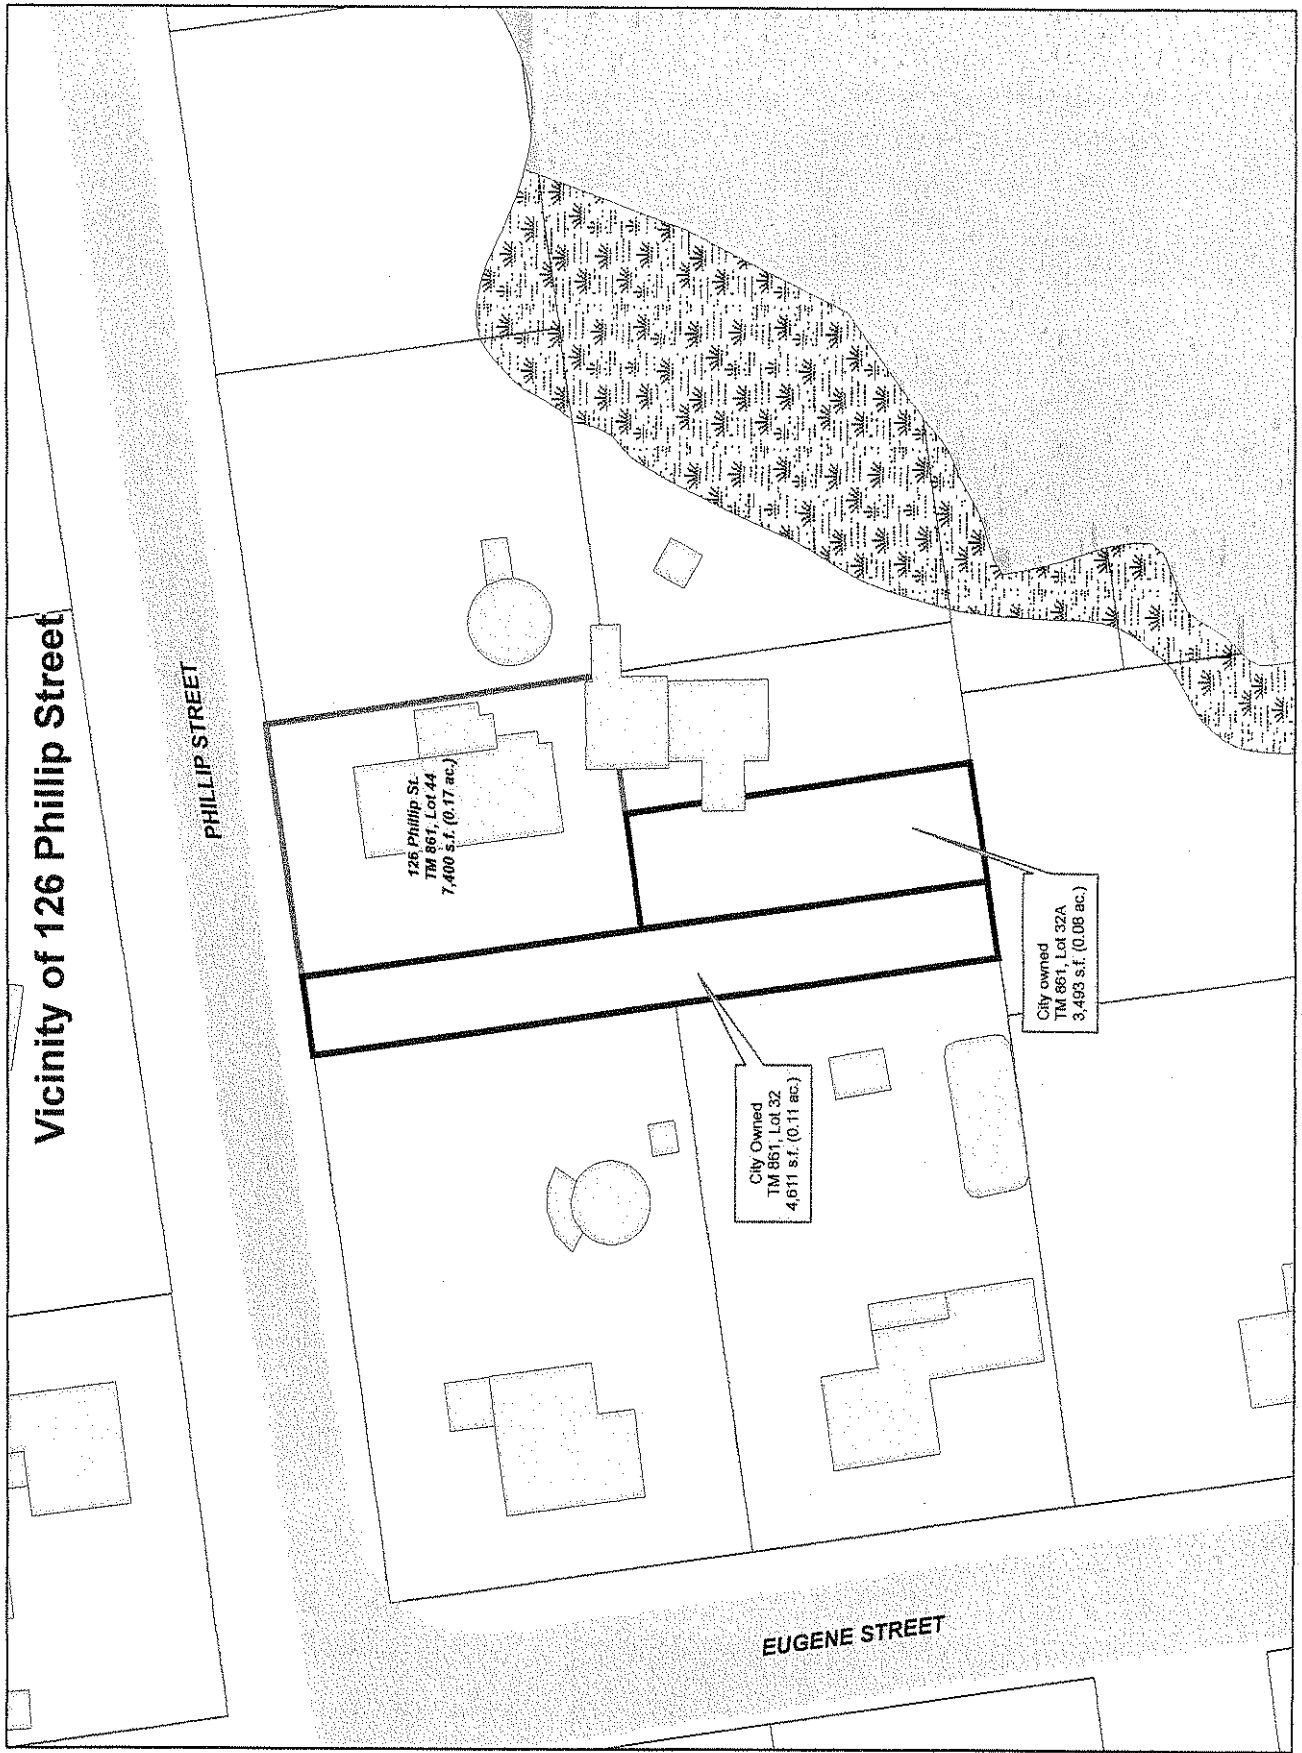 Vicinity of 126 Phillip Street
PHILLIP STREET
126 Phillip St.
TM 861, Lot 44
7,400 s.f. (0.17 ac.)
City owned
TM 861, Lot 32A
3,493 s.f. (0.08 ac.)
City Owned
TM 861, Lot 32
4,611 s.f. (0.11 ac.)
EUGENE STREET